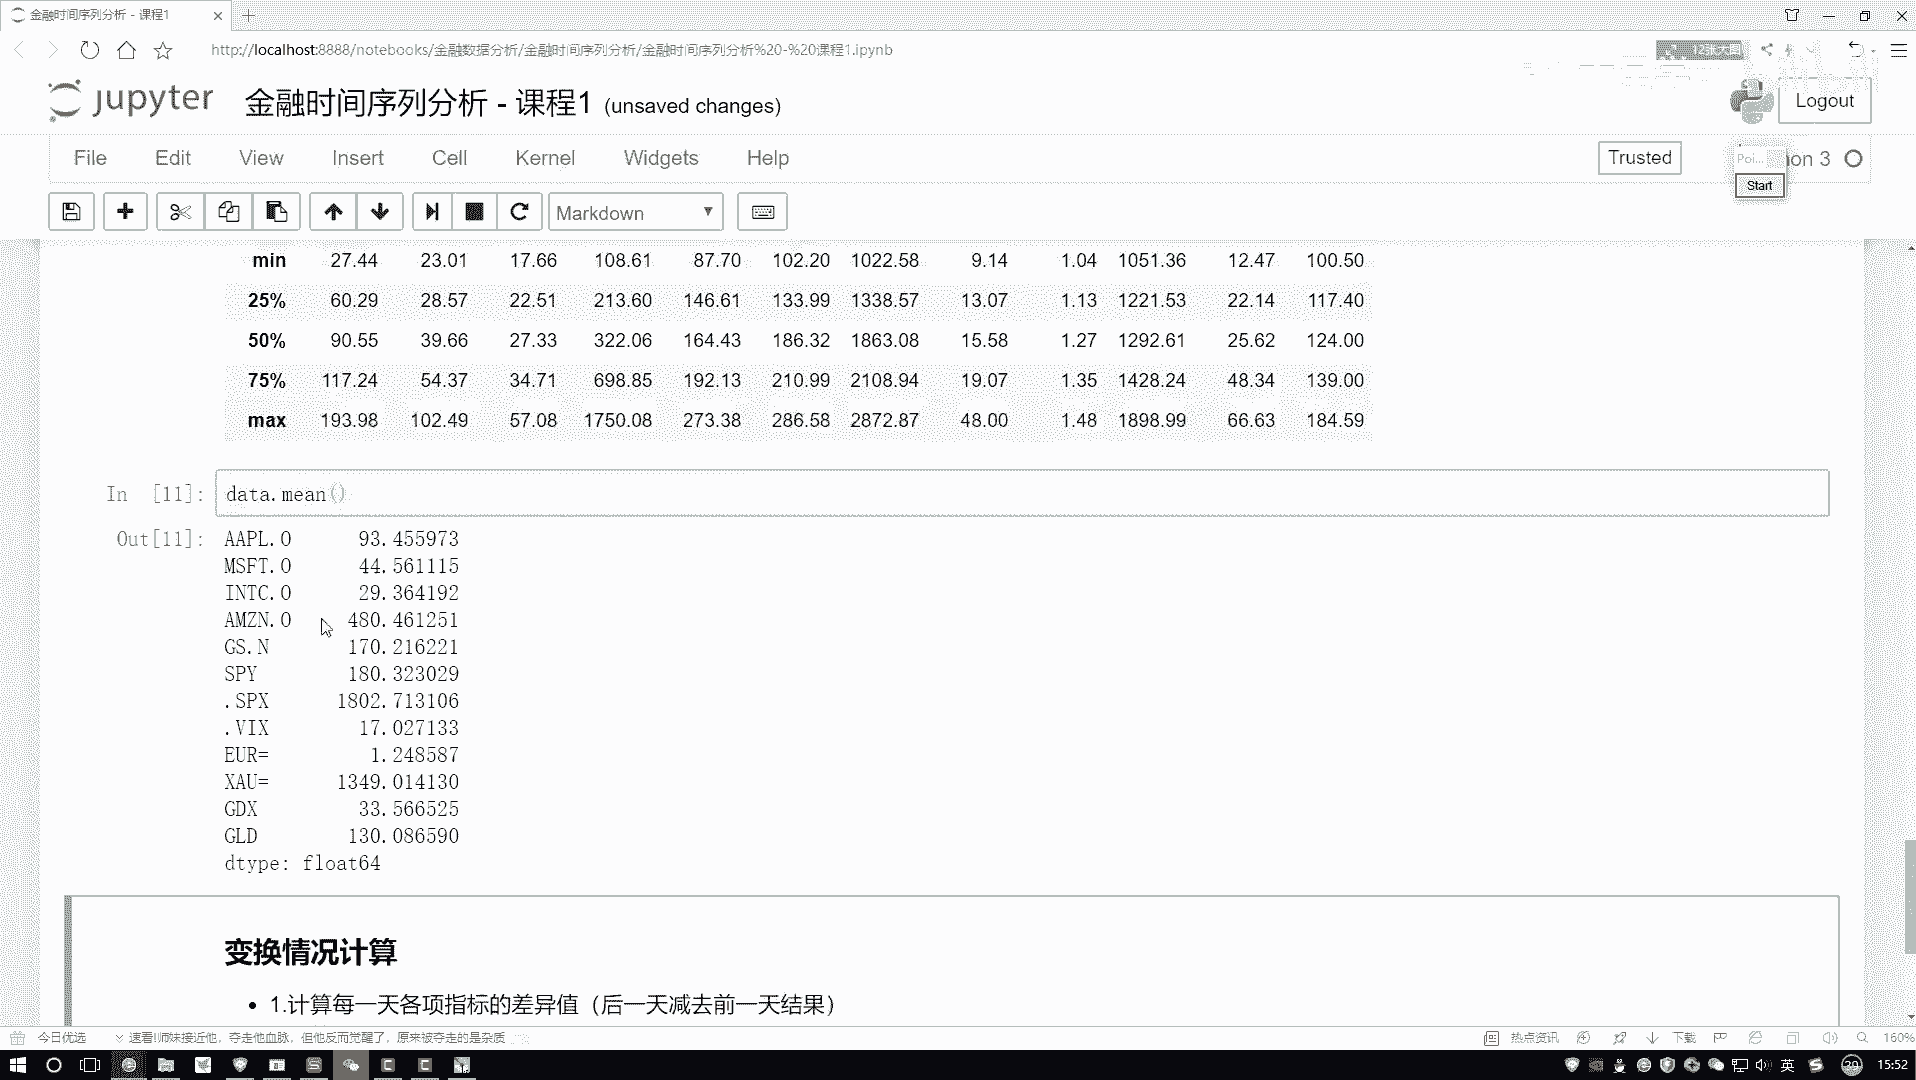 金融时间序列分析 - 课程1
http://localhost:8888/notebooks/金融数据分析/金融时间序列分析/金融时间序列分析%20-%20课程1.ipynb
jupyter 金融时间序列分析 - 课程1 (unsaved changes)
Logout
File Edit View Insert Cell Kernel Widgets Help
Trusted
Poi... on 3
Start
Markdown
min 27.44 23.01 17.66 108.61 87.70 102.20 1022.58 9.14 1.04 1051.36 12.47 100.50
25% 60.29 28.57 22.51 213.60 146.61 133.99 1338.57 13.07 1.13 1221.53 22.14 117.40
50% 90.55 39.66 27.33 322.06 164.43 186.32 1863.08 15.58 1.27 1292.61 25.62 124.00
75% 117.24 54.37 34.71 698.85 192.13 210.99 2108.94 19.07 1.35 1428.24 48.34 139.00
max 193.98 102.49 57.08 1750.08 273.38 286.58 2872.87 48.00 1.48 1898.99 66.63 184.59
In [11]: data.mean()
Out[11]: AAPL.O 93.455973
MSFT.O 44.561115
INTC.O 29.364192
AMZN.O 480.461251
GS.N 170.216221
SPY 180.323029
.SPX 1802.713106
.VIX 17.027133
EUR= 1.248587
XAU= 1349.014130
GDX 33.566525
GLD 130.086590
dtype: float64
变换情况计算
1.计算每一天各项指标的差异值（后一天减去前一天结果）
今日优选 速看!师妹接近他，夺走他血脉，但他反而觉醒了，原来被夺走的是杂质
热点资讯 下载 160%
英 15:52